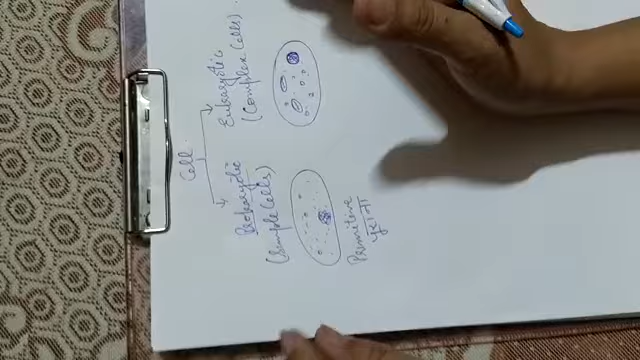 Cell
Prokaryotic
(Simple Cells)
Primitive
Eukaryotic
(Complex Cells)